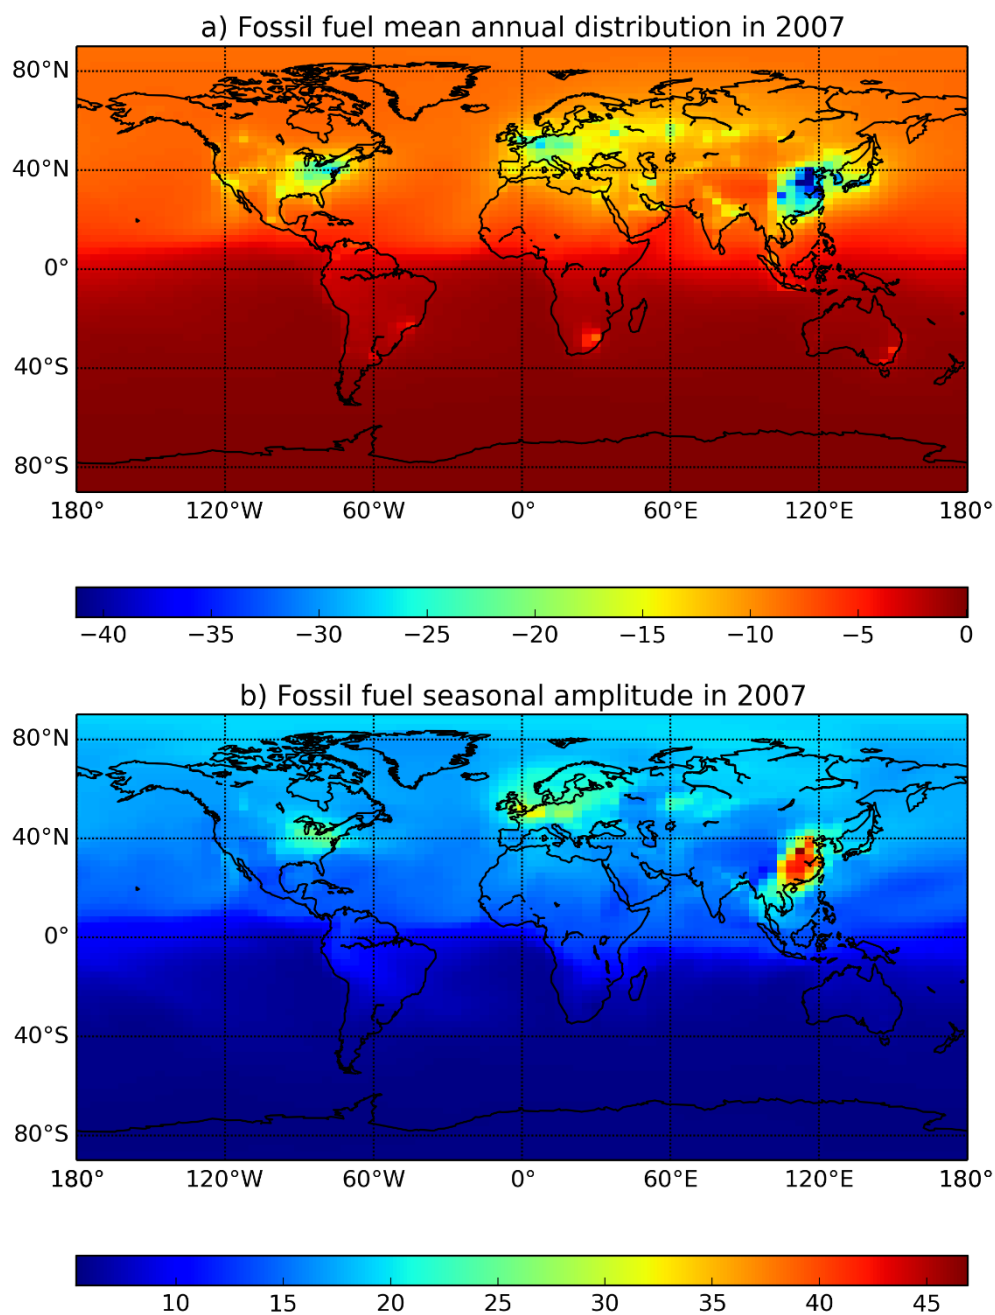 a) Fossil fuel mean annual distribution in 2007
80°N
40°N
0°
40°S
80°S
180° 120°W 60°W 0° 60°E 120°E 180°
−40 −35 −30 −25 −20 −15 −10 −5 0
b) Fossil fuel seasonal amplitude in 2007
80°N
40°N
0°
40°S
80°S
180° 120°W 60°W 0° 60°E 120°E 180°
10 15 20 25 30 35 40 45